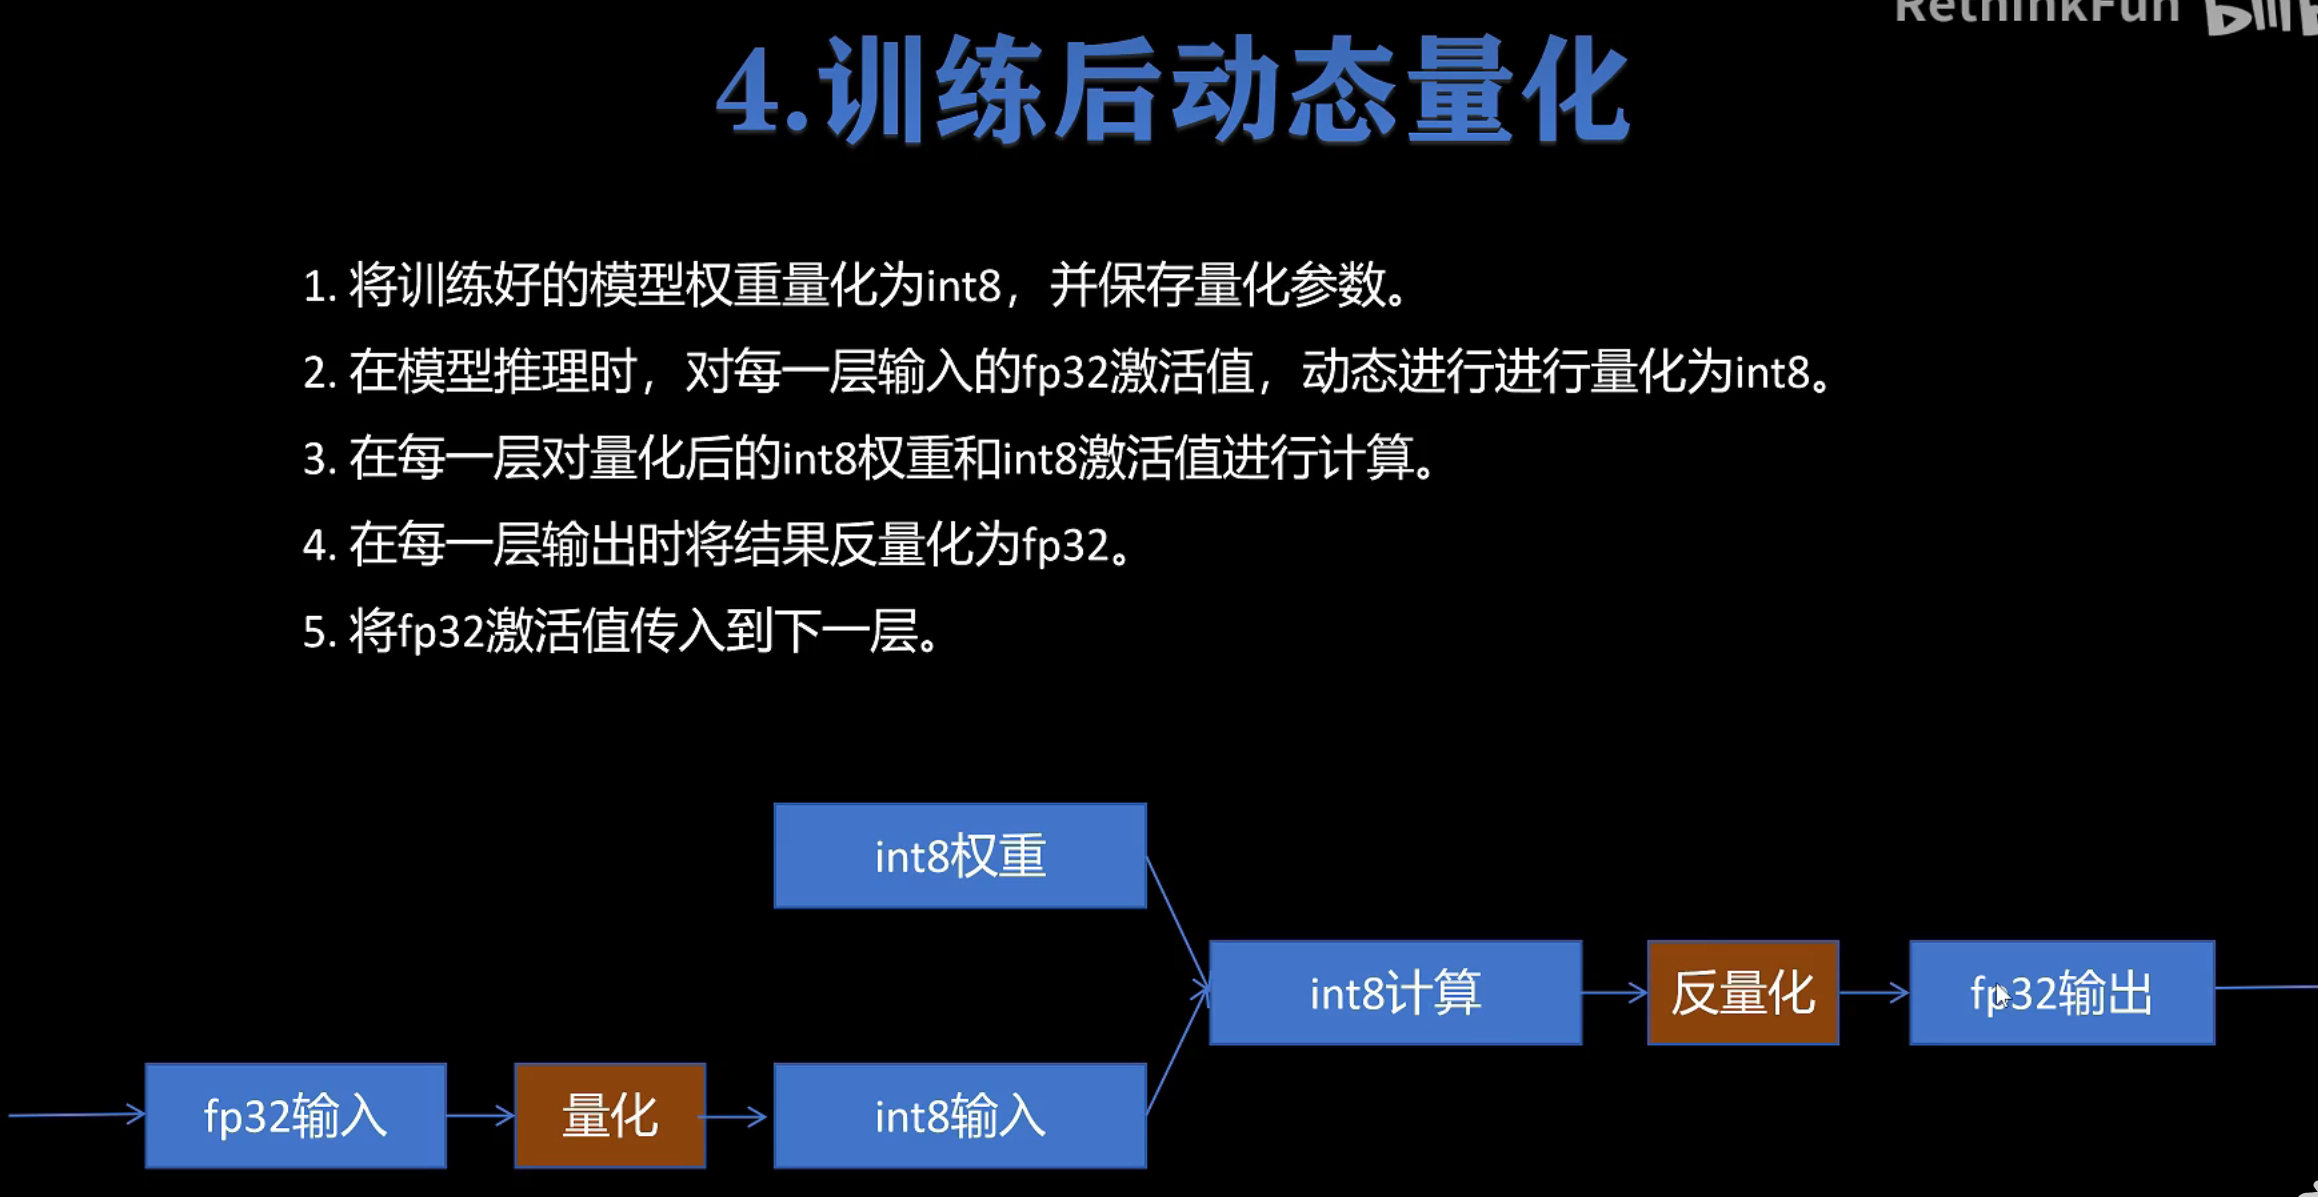 RethinkFun
4.训练后动态量化
1. 将训练好的模型权重量化为int8，并保存量化参数。
2. 在模型推理时，对每一层输入的fp32激活值，动态进行进行量化为int8。
3. 在每一层对量化后的int8权重和int8激活值进行计算。
4. 在每一层输出时将结果反量化为fp32。
5. 将fp32激活值传入到下一层。
int8权重
int8计算
反量化
fp32输出
fp32输入
量化
int8输入